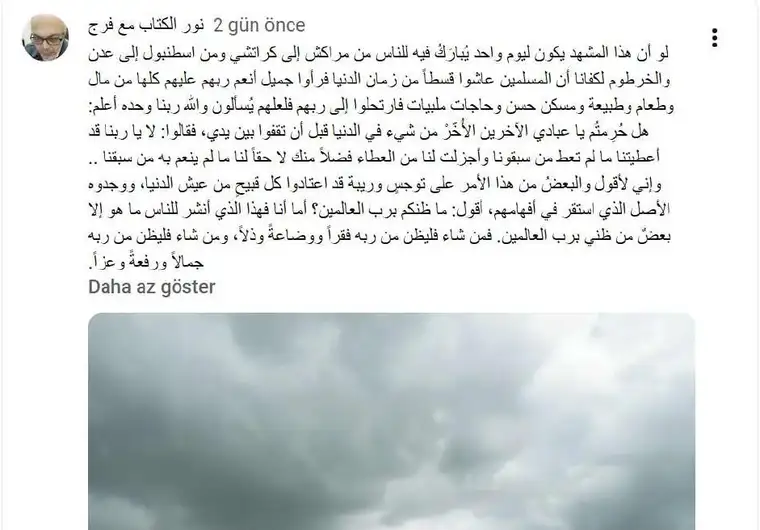 نور الكتاب مع فرج 2 gün önce
لو أن هذا المشهد يكون ليوم واحد يُبارَكُ فيه للناس من مراكش إلى كراتشي ومن اسطنبول إلى عدن
والخرطوم لكفانا أن المسلمين عاشوا قسطاً من زمان الدنيا فرأوا جميل أنعم ربهم عليهم كلها من مال
وطعام وطبيعة ومسكن حسن وحاجات ملبيات فارتحلوا إلى ربهم فلعلهم يُسألون والله ربنا وحده أعلم:
هل حُرِمتُم يا عبادي الآخرين الأُخَرْ من شيء في الدنيا قبل أن تقفوا بين يدي، فقالوا: لا يا ربنا قد
أعطيتنا ما لم تعط من سبقونا وأجزلت لنا من العطاء فضلاً منك لا حقاً لنا ما لم ينعم به من سبقنا ..
وإني لأقول والبعضُ من هذا الأمر على توجسٍ وريبة قد اعتادوا كل قبيحٍ من عيش الدنيا، ووجدوه
الأصل الذي استقر في أفهامهم، أقول: ما ظنكم برب العالمين؟ أما أنا فهذا الذي أنشر للناس ما هو إلا
بعضٌ من ظني برب العالمين. فمن شاء فليظن من ربه فقراً ووضاعةً وذلاً، ومن شاء فليظن من ربه
جمالاً ورفعةً وعزاً.
Daha az göster